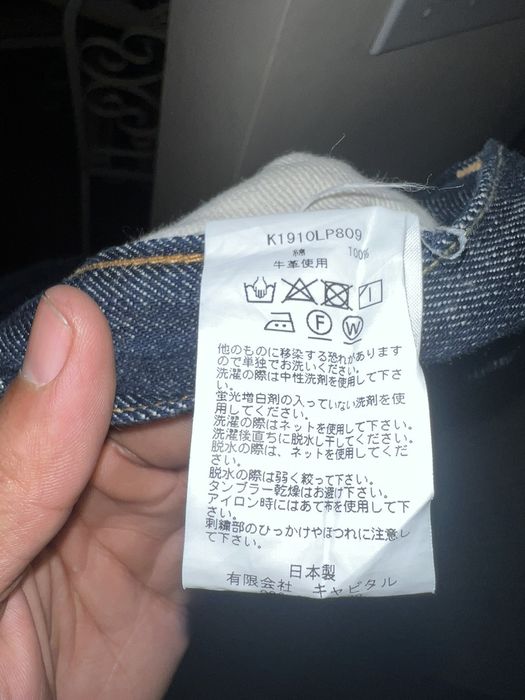 K1910LP809
綿 100%
牛革使用
F W
他のものに移染する恐れがあります
ので単独でお洗いください。
洗濯の際は中性洗剤を使用して下さ
い。
蛍光増白剤の入っていない洗剤を使
用してください。
洗濯の際はネットを使用して下さい。
洗濯後直ちに脱水し干してください。
脱水の際は、ネットを使用してくだ
さい。
脱水の際は弱く絞って下さい。
タンブラー乾燥はお避け下さい。
アイロン時にはあて布を使用して下
さい。
刺繍部のひっかけやほつれに注意し
て下さい。
日本製
有限会社 キャピタル